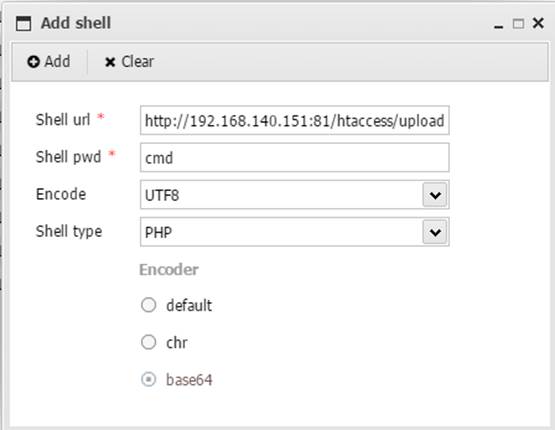 Add shell
Add Clear
Shell url * http://192.168.140.151:81/htaccess/upload
Shell pwd * cmd
Encode UTF8
Shell type PHP
Encoder
default
chr
base64